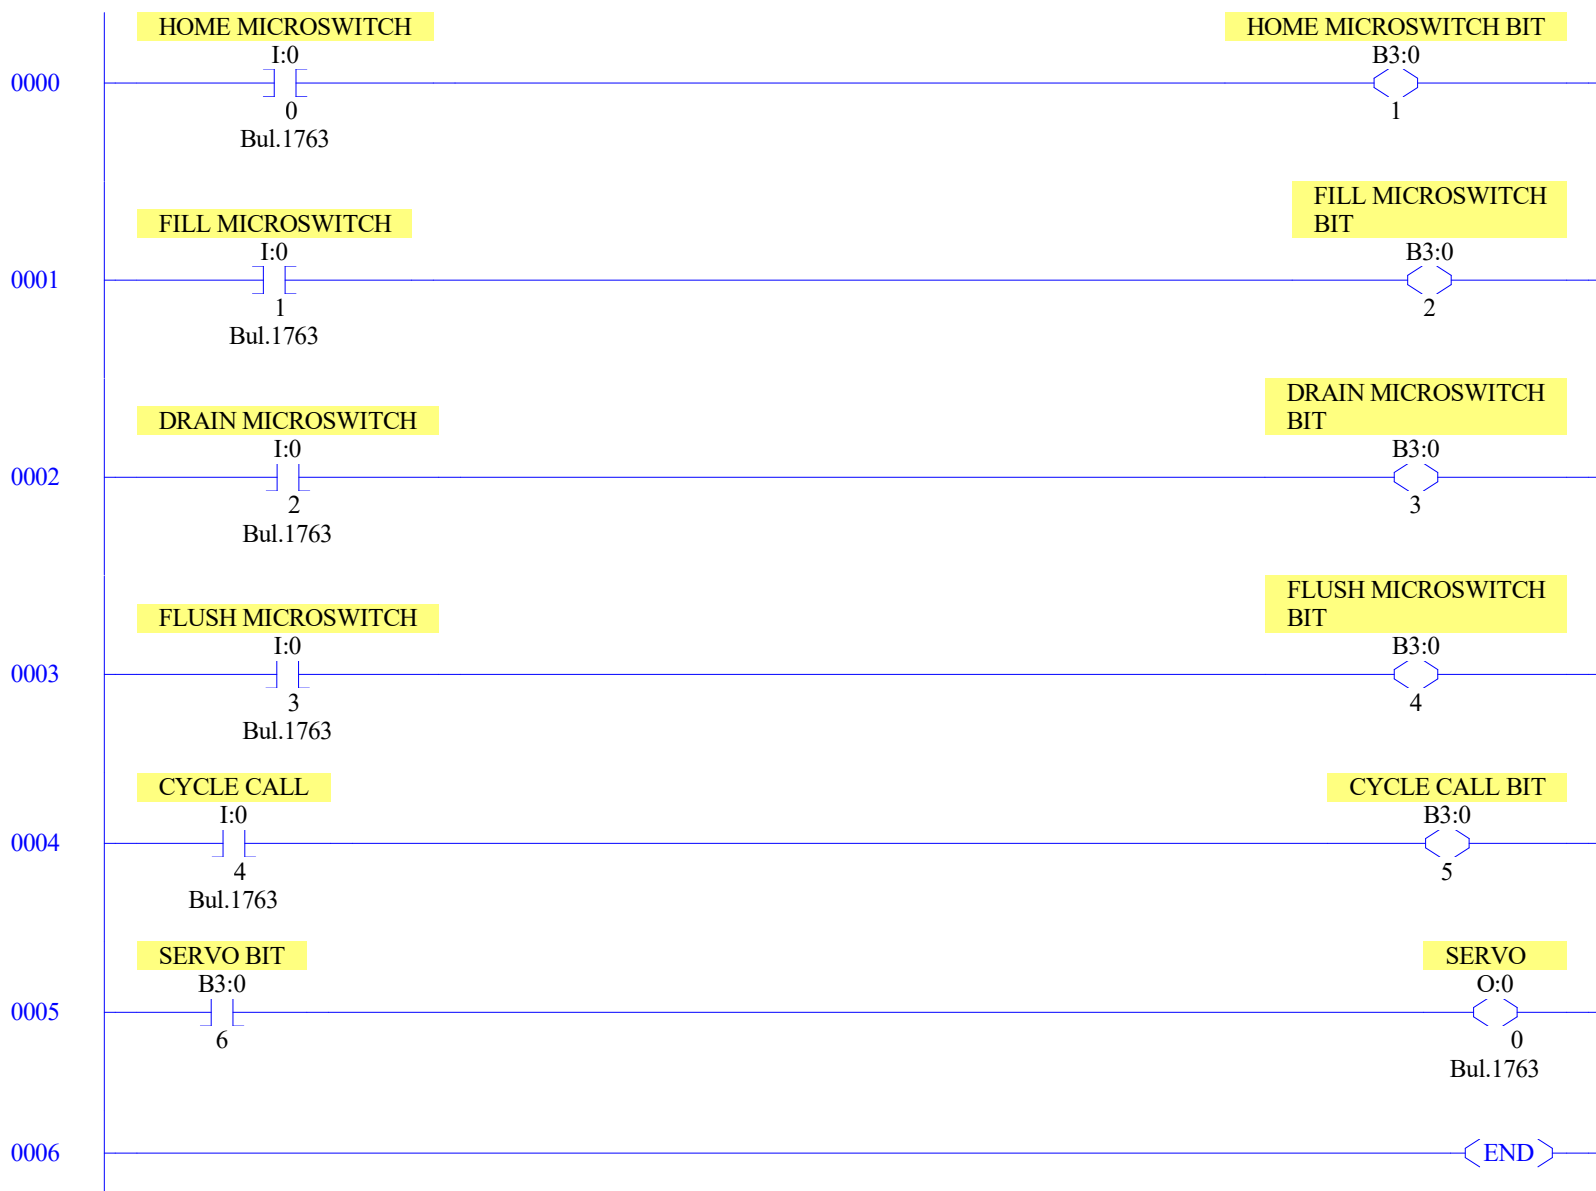 HOME MICROSWITCH
I:0
0000
0
Bul.1763
HOME MICROSWITCH BIT
B3:0
1
FILL MICROSWITCH
I:0
0001
1
Bul.1763
FILL MICROSWITCH
BIT
B3:0
2
DRAIN MICROSWITCH
I:0
0002
2
Bul.1763
DRAIN MICROSWITCH
BIT
B3:0
3
FLUSH MICROSWITCH
I:0
0003
3
Bul.1763
FLUSH MICROSWITCH
BIT
B3:0
4
CYCLE CALL
I:0
0004
4
Bul.1763
CYCLE CALL BIT
B3:0
5
SERVO BIT
B3:0
0005
6
SERVO
O:0
0
Bul.1763
0006
END